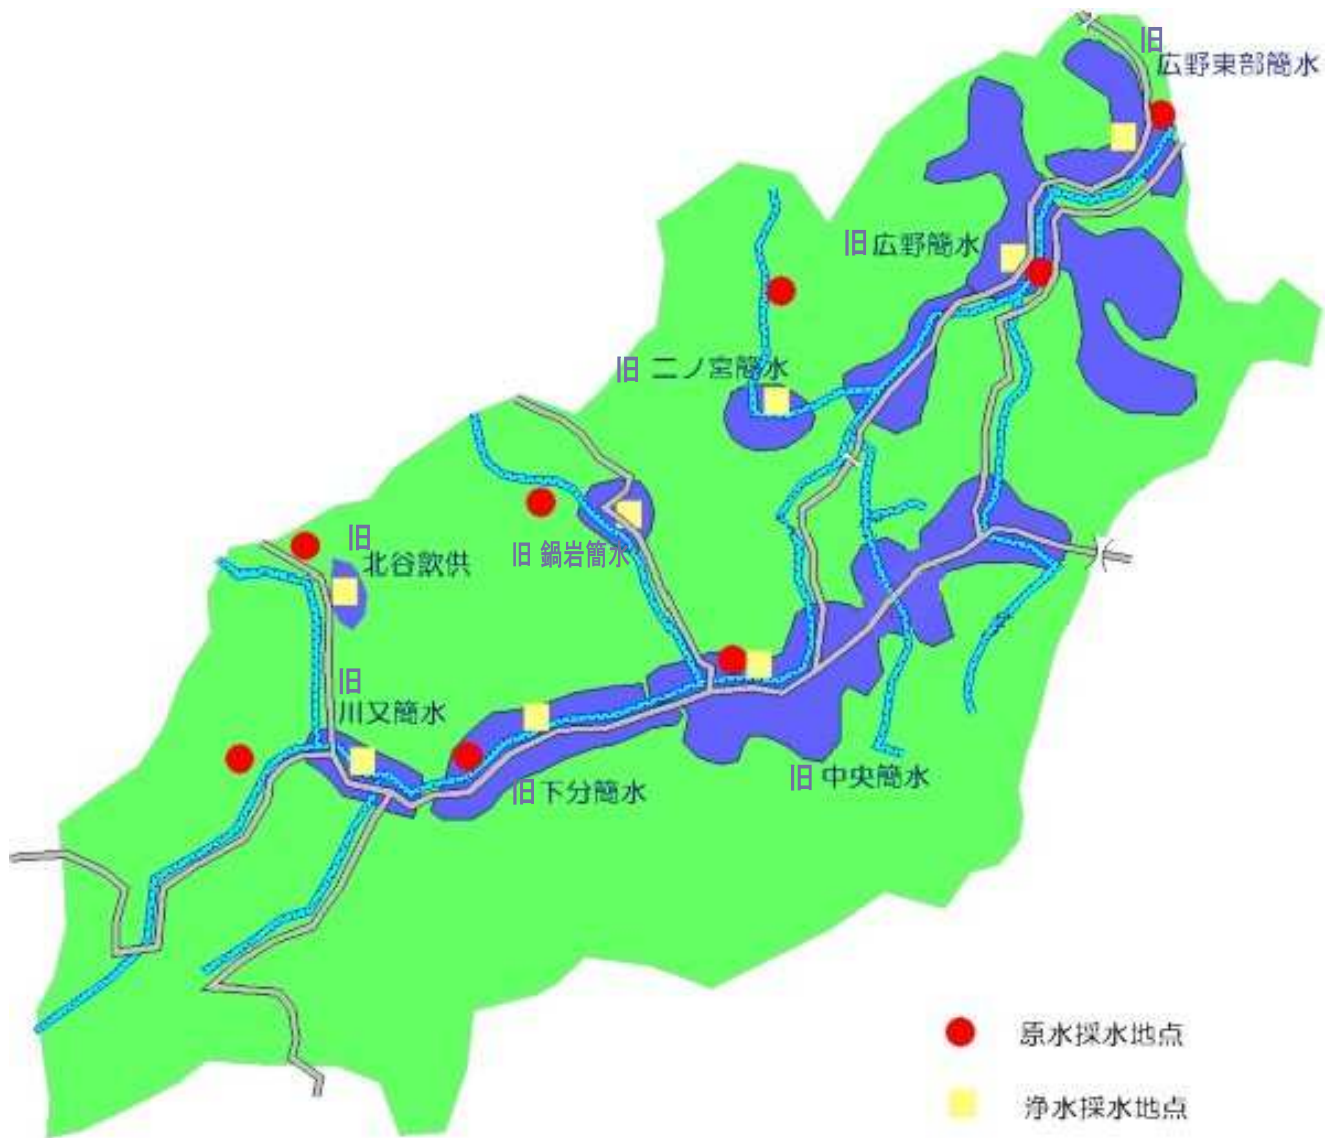 旧
広野東部簡水
旧 広野簡水
旧 二ノ宮簡水
旧
北谷飲供
旧 鍋岩簡水
旧
川又簡水
旧 下分簡水
旧 中央簡水
原水採水地点
浄水採水地点